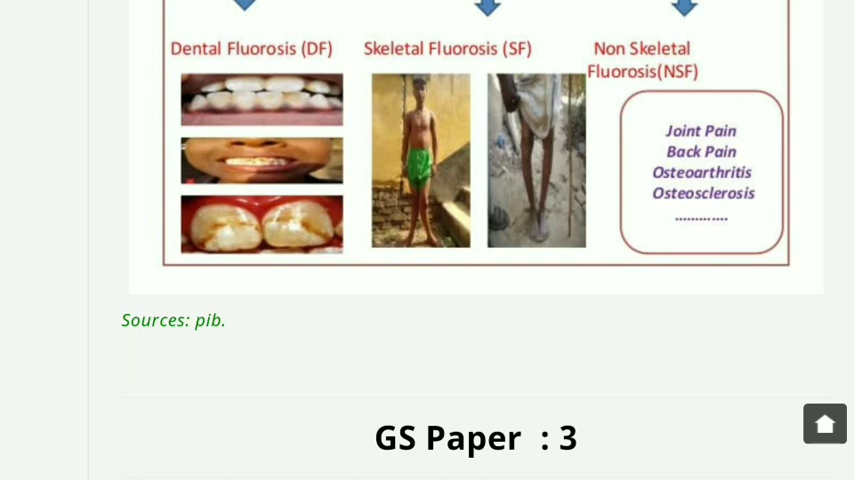 Dental Fluorosis (DF)
Skeletal Fluorosis (SF)
Non Skeletal
Fluorosis(NSF)
Joint Pain
Back Pain
Osteoarthritis
Osteosclerosis
.............
Sources: pib.
GS Paper : 3